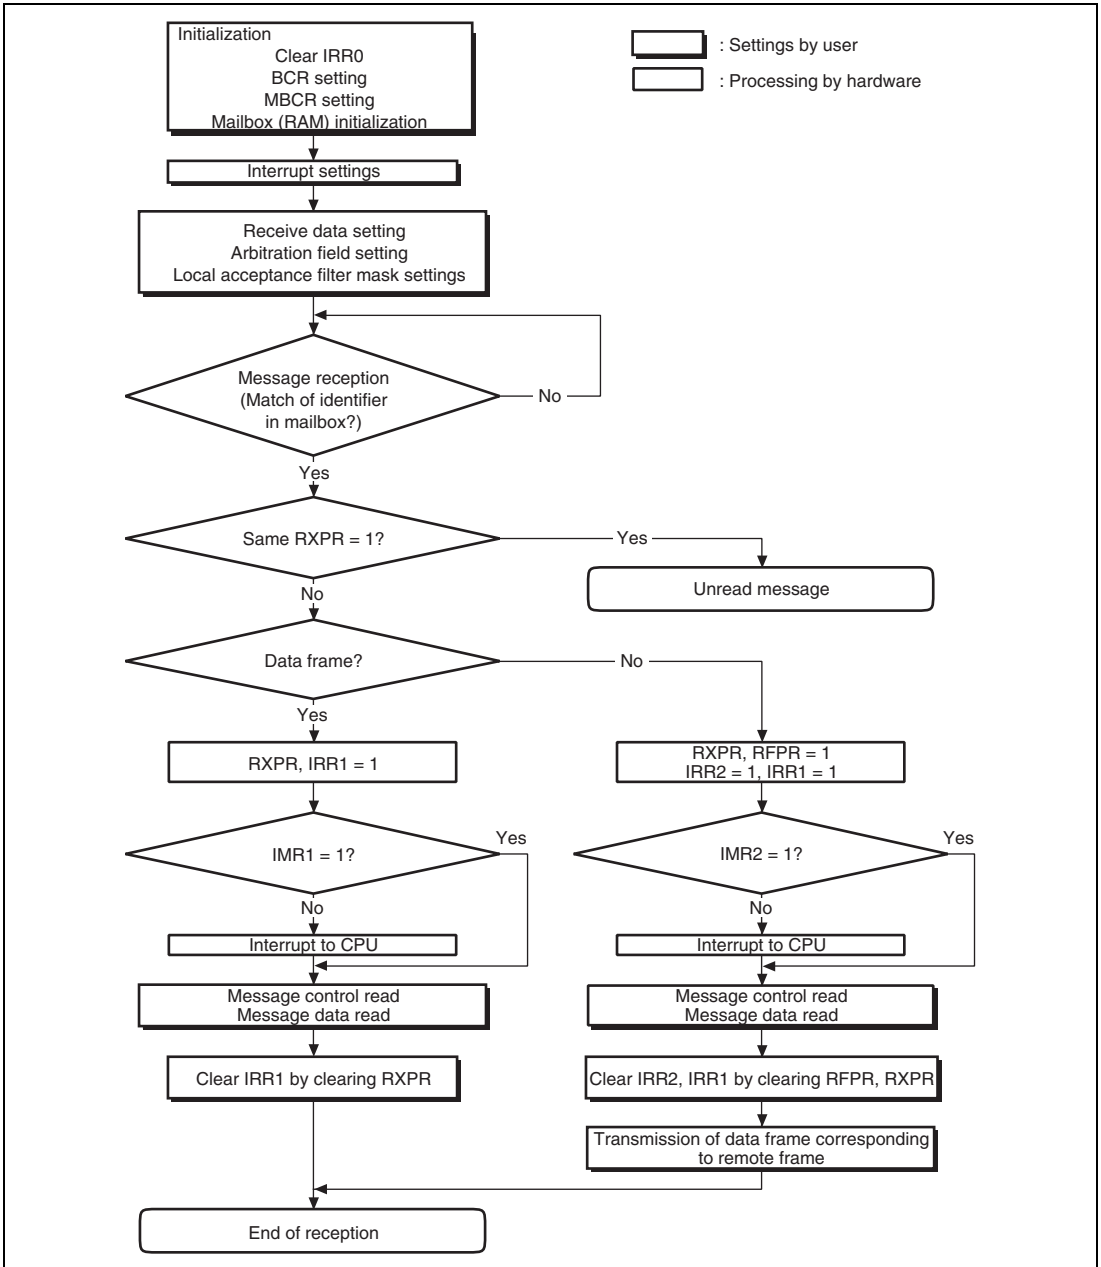 Initialization
Clear IRR0
BCR setting
MBCR setting
Mailbox (RAM) initialization
: Settings by user
: Processing by hardware
Interrupt settings
Receive data setting
Arbitration field setting
Local acceptance filter mask settings
Message reception
(Match of identifier
in mailbox?)
No
Yes
Same RXPR = 1?
Yes
Unread message
No
Data frame?
No
Yes
RXPR, IRR1 = 1
RXPR, RFPR = 1
IRR2 = 1, IRR1 = 1
IMR1 = 1?
Yes
IMR2 = 1?
Yes
No
No
Interrupt to CPU
Interrupt to CPU
Message control read
Message data read
Message control read
Message data read
Clear IRR1 by clearing RXPR
Clear IRR2, IRR1 by clearing RFPR, RXPR
Transmission of data frame corresponding
to remote frame
End of reception